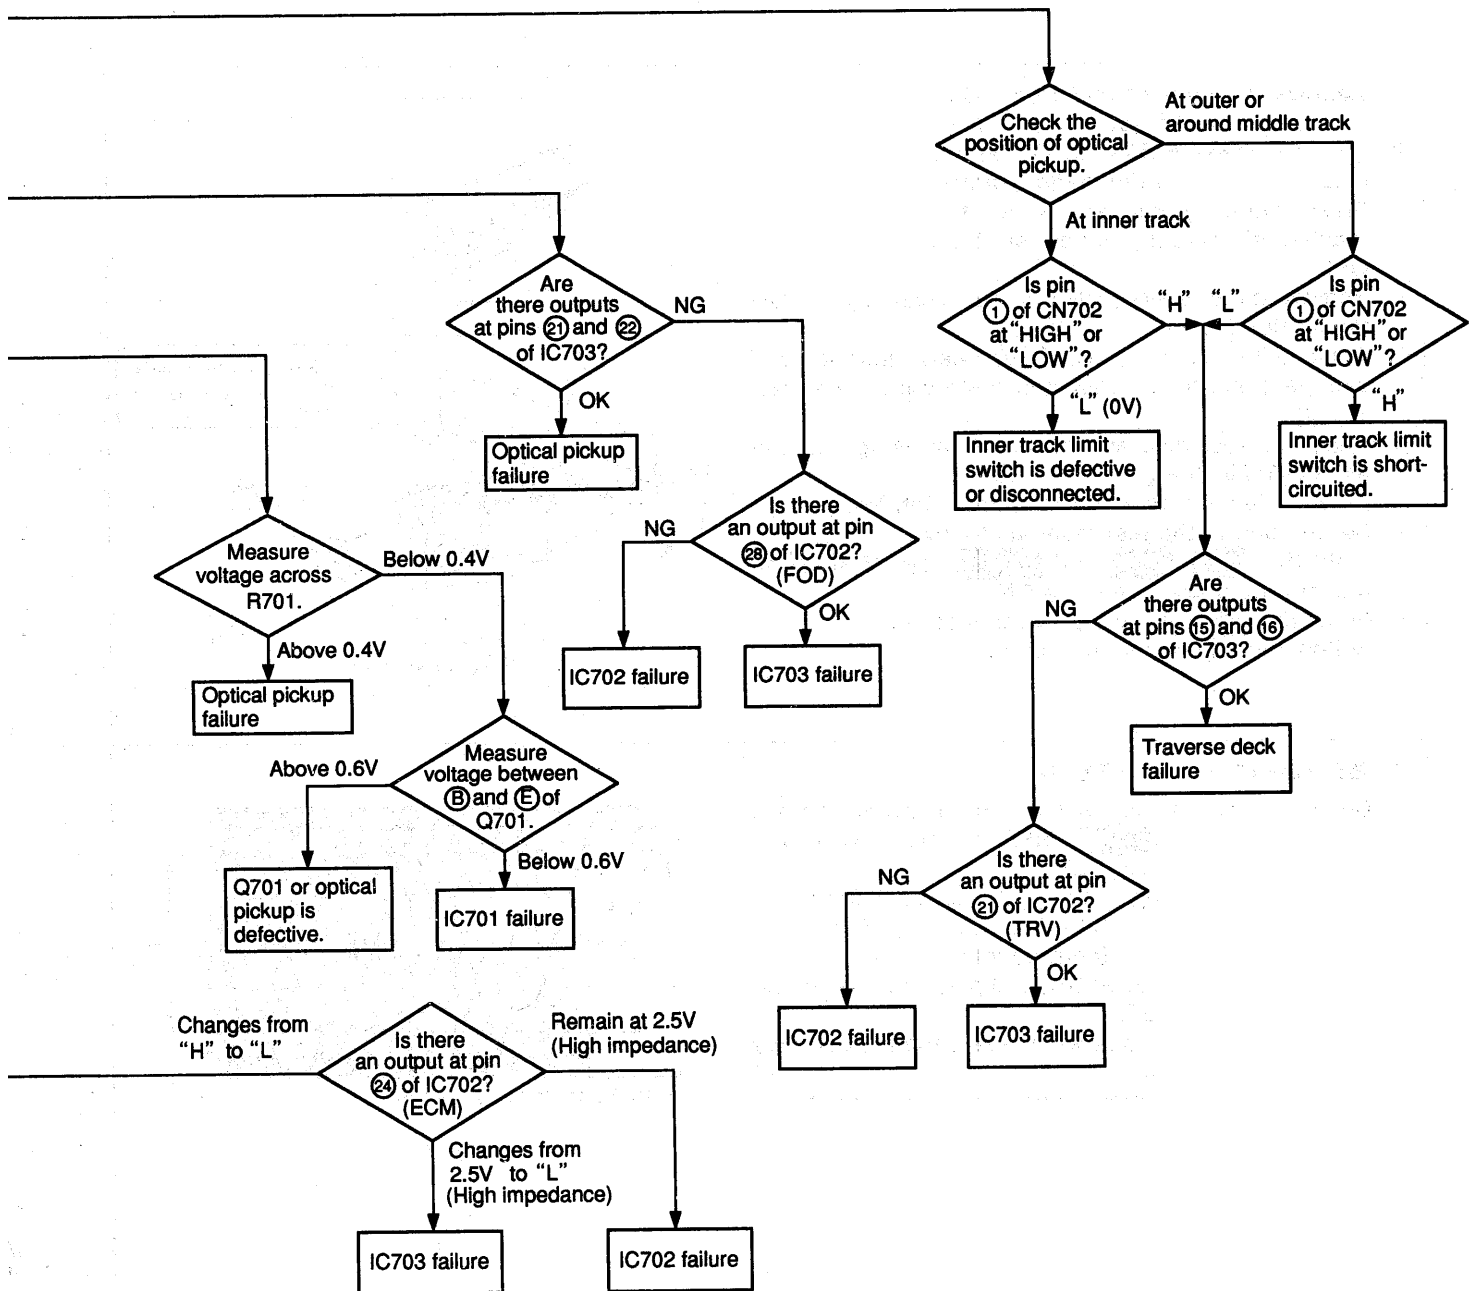 Check the
position of optical
pickup.
At outer or
around middle track
At inner track
Is pin
① of CN702
at "HIGH" or
"LOW"?
"H"
"L"
Is pin
① of CN702
at "HIGH" or
"LOW"?
"L" (0V)
Inner track limit
switch is defective
or disconnected.
"H"
Inner track limit
switch is short-
circuited.
Are
there outputs
at pins ⑮ and ⑯
of IC703?
NG
OK
Traverse deck
failure
Is there
an output at pin
㉑ of IC702?
(TRV)
NG
OK
IC702 failure
IC703 failure
Are
there outputs
at pins ㉑ and ㉒
of IC703?
NG
OK
Optical pickup
failure
Is there
an output at pin
㉘ of IC702?
(FOD)
NG
OK
IC702 failure
IC703 failure
Measure
voltage across
R701.
Below 0.4V
Above 0.4V
Optical pickup
failure
Measure
voltage between
Ⓑ and Ⓔ of
Q701.
Above 0.6V
Below 0.6V
Q701 or optical
pickup is
defective.
IC701 failure
Changes from
"H" to "L"
Is there
an output at pin
㉔ of IC702?
(ECM)
Remain at 2.5V
(High impedance)
Changes from
2.5V to "L"
(High impedance)
IC703 failure
IC702 failure